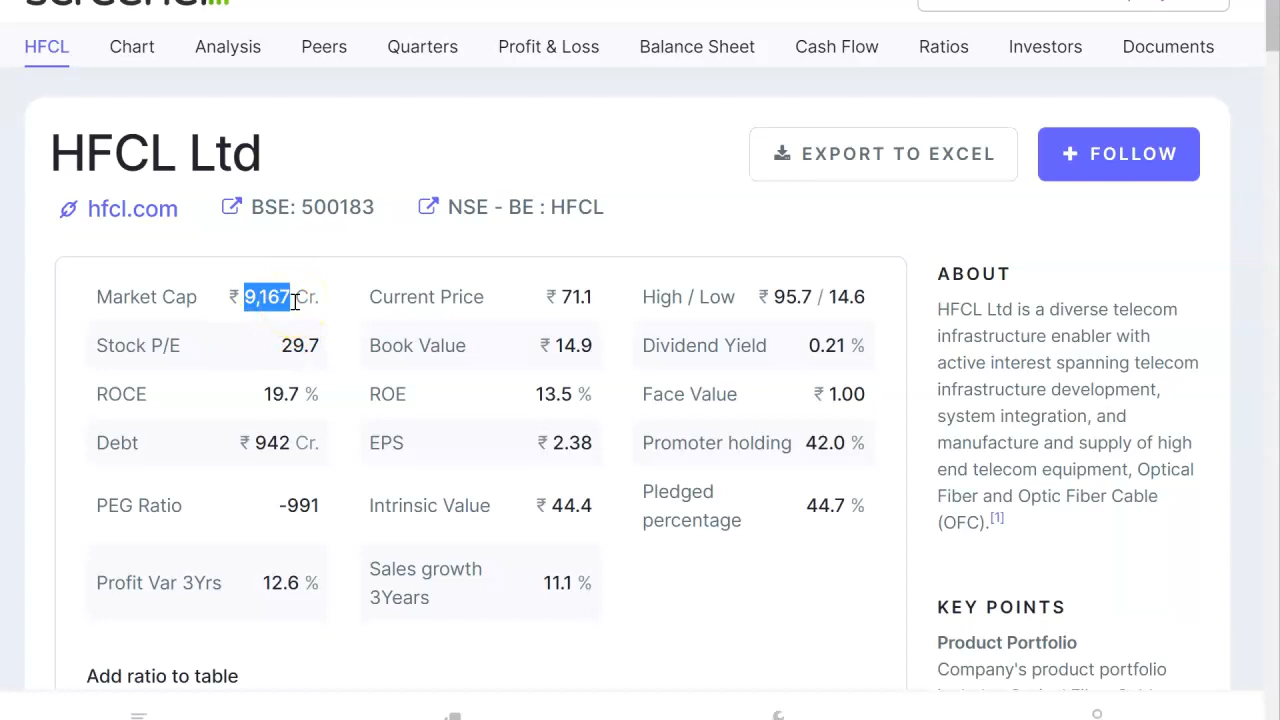 HFCL Chart Analysis Peers Quarters Profit & Loss Balance Sheet Cash Flow Ratios Investors Documents
HFCL Ltd
EXPORT TO EXCEL
+ FOLLOW
hfcl.com BSE: 500183 NSE - BE : HFCL
Market Cap ₹ 9,167 Cr.
Current Price ₹ 71.1
High / Low ₹ 95.7 / 14.6
Stock P/E 29.7
Book Value ₹ 14.9
Dividend Yield 0.21 %
ROCE 19.7 %
ROE 13.5 %
Face Value ₹ 1.00
Debt ₹ 942 Cr.
EPS ₹ 2.38
Promoter holding 42.0 %
PEG Ratio -991
Intrinsic Value ₹ 44.4
Pledged
percentage 44.7 %
Profit Var 3Yrs 12.6 %
Sales growth
3Years 11.1 %
Add ratio to table
ABOUT
HFCL Ltd is a diverse telecom
infrastructure enabler with
active interest spanning telecom
infrastructure development,
system integration, and
manufacture and supply of high
end telecom equipment, Optical
Fiber and Optic Fiber Cable
(OFC).[1]
KEY POINTS
Product Portfolio
Company's product portfolio